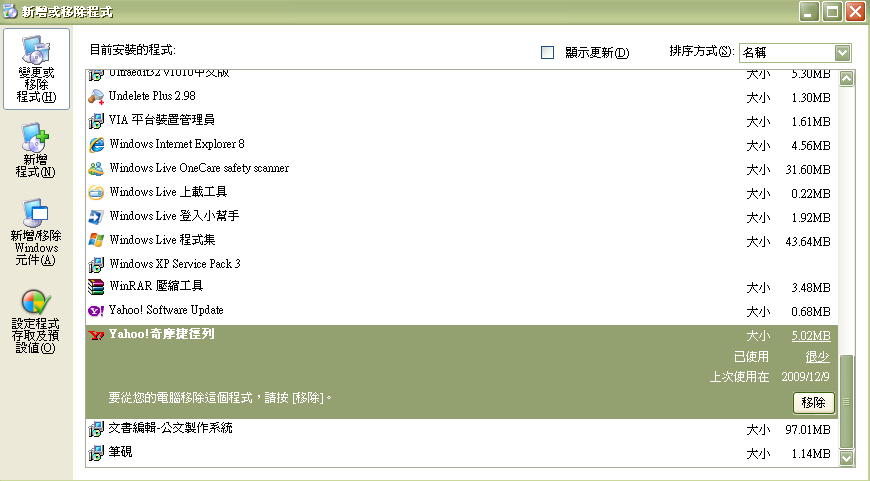 新增或移除程式
目前安裝的程式:
顯示更新(D)
排序方式(S):
名稱
變更或
移除
程式(H)
新增
程式(N)
新增/移除
Windows
元件(A)
設定程式
存取及預
設值(O)
Ultraedit32 v1010中文版 大小 5.30MB
Undelete Plus 2.98 大小 1.30MB
VIA 平台裝置管理員 大小 1.61MB
Windows Internet Explorer 8 大小 4.56MB
Windows Live OneCare safety scanner 大小 31.60MB
Windows Live 上載工具 大小 0.22MB
Windows Live 登入小幫手 大小 1.92MB
Windows Live 程式集 大小 43.64MB
Windows XP Service Pack 3
WinRAR 壓縮工具 大小 3.48MB
Yahoo! Software Update 大小 0.68MB
Yahoo!奇摩捷徑列 大小 5.02MB
已使用 很少
上次使用在 2009/12/9
要從您的電腦移除這個程式，請按 [移除]。
移除
文書編輯-公文製作系統 大小 97.01MB
筆硯 大小 1.14MB